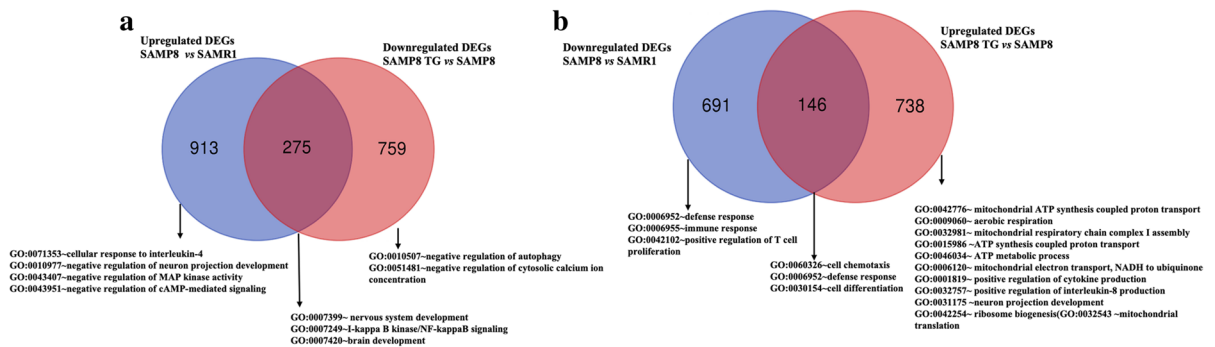 a
Upregulated DEGs
SAMP8 vs SAMR1
Downregulated DEGs
SAMP8 TG vs SAMP8
913
275
759
GO:0071353~cellular response to interleukin-4
GO:0010977~negative regulation of neuron projection development
GO:0043407~negative regulation of MAP kinase activity
GO:0043951~negative regulation of cAMP-mediated signaling
GO:0010507~negative regulation of autophagy
GO:0051481~negative regulation of cytosolic calcium ion
concentration
GO:0007399~ nervous system development
GO:0007249~I-kappa B kinase/NF-kappaB signaling
GO:0007420~brain development
b
Downregulated DEGs
SAMP8 vs SAMR1
Upregulated DEGs
SAMP8 TG vs SAMP8
691
146
738
GO:0006952~defense response
GO:0006955~immune response
GO:0042102~positive regulation of T cell
proliferation
GO:0060326~cell chemotaxis
GO:0006952~defense response
GO:0030154~cell differentiation
GO:0042776~ mitochondrial ATP synthesis coupled proton transport
GO:0009060~ aerobic respiration
GO:0032981~ mitochondrial respiratory chain complex I assembly
GO:0015986 ~ATP synthesis coupled proton transport
GO:0046034~ ATP metabolic process
GO:0006120~ mitochondrial electron transport, NADH to ubiquinone
GO:0001819~ positive regulation of cytokine production
GO:0032757~ positive regulation of interleukin-8 production
GO:0031175 ~neuron projection development
GO:0042254~ ribosome biogenesis(GO:0032543 ~mitochondrial
translation